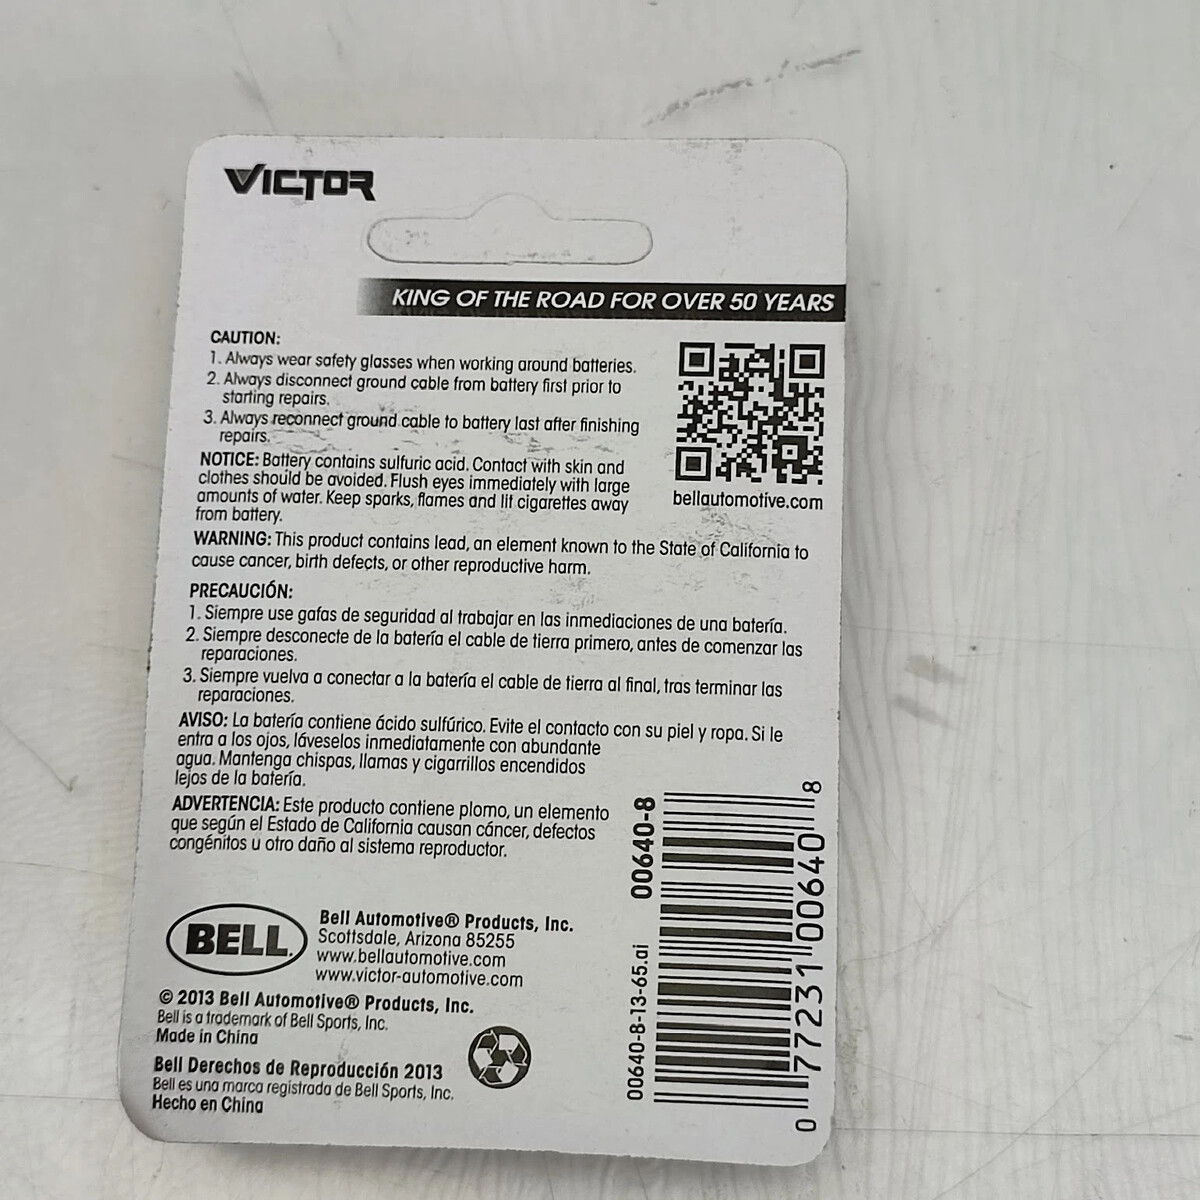 VICTOR
KING OF THE ROAD FOR OVER 50 YEARS
CAUTION:
1. Always wear safety glasses when working around batteries.
2. Always disconnect ground cable from battery first prior to
starting repairs.
3. Always reconnect ground cable to battery last after finishing
repairs.
NOTICE: Battery contains sulfuric acid. Contact with skin and
clothes should be avoided. Flush eyes immediately with large
amounts of water. Keep sparks, flames and lit cigarettes away
from battery.
bellautomotive.com
WARNING: This product contains lead, an element known to the State of California to
cause cancer, birth defects, or other reproductive harm.
PRECAUCIÓN:
1. Siempre use gafas de seguridad al trabajar en las inmediaciones de una batería.
2. Siempre desconecte de la batería el cable de tierra primero, antes de comenzar las
reparaciones.
3. Siempre vuelva a conectar a la batería el cable de tierra al final, tras terminar las
reparaciones.
AVISO: La batería contiene ácido sulfúrico. Evite el contacto con su piel y ropa. Si le
entra a los ojos, láveselos inmediatamente con abundante
agua. Mantenga chispas, llamas y cigarrillos encendidos
lejos de la batería.
ADVERTENCIA: Este producto contiene plomo, un elemento
que según el Estado de California causan cáncer, defectos
congénitos u otro daño al sistema reproductor.
BELL
Bell Automotive® Products, Inc.
Scottsdale, Arizona 85255
www.bellautomotive.com
www.victor-automotive.com
© 2013 Bell Automotive® Products, Inc.
Bell is a trademark of Bell Sports, Inc.
Made in China
Bell Derechos de Reproducción 2013
Bell es una marca registrada de Bell Sports, Inc.
Hecho en China
00640-8-13-65.ai
00640-8
0 77231 00640 8